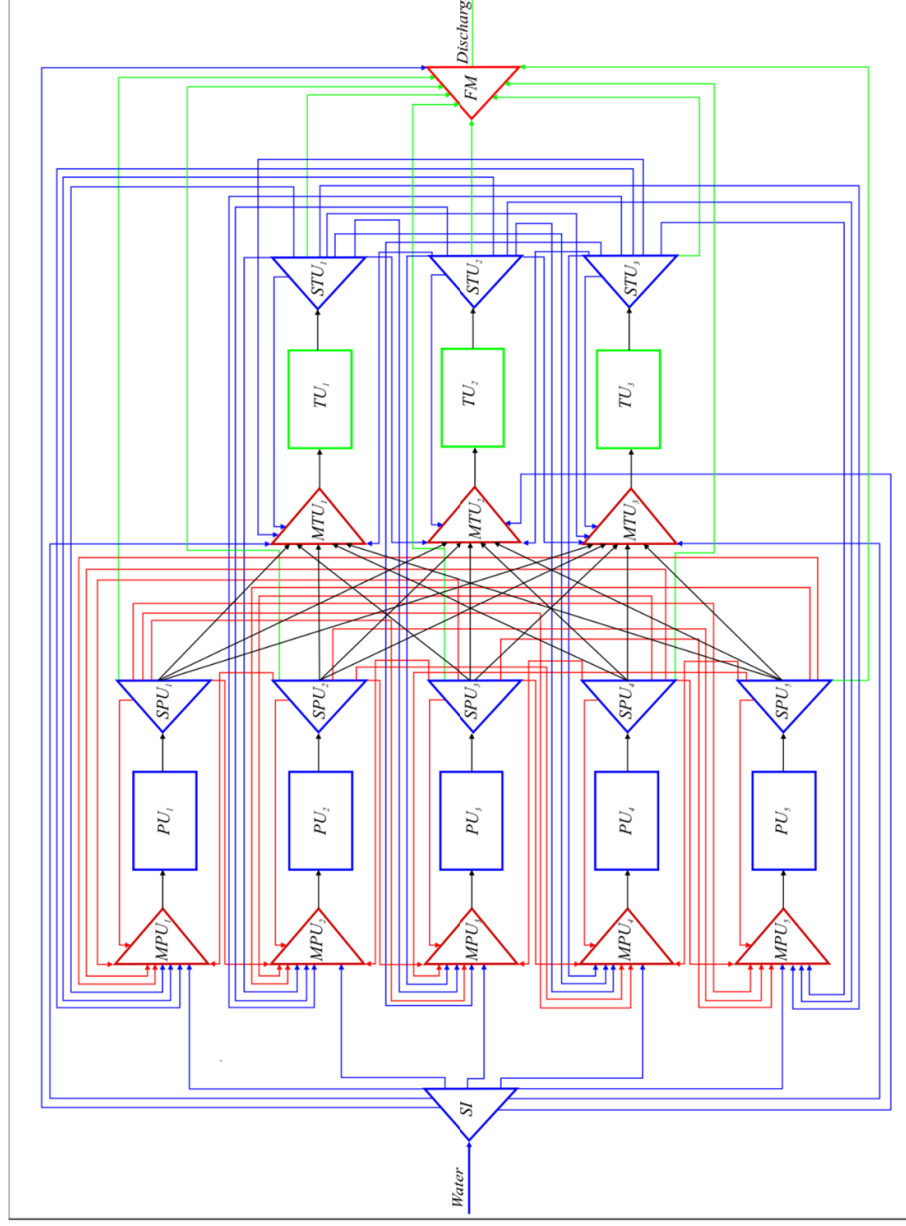 Discharg
FM
STU₁
STU₂
STU₃
TU₁
TU₂
TU₃
MTU₁
MTU₂
MTU₃
SPU₁
SPU₂
SPU₃
SPU₄
SPU₅
PU₁
PU₂
PU₃
PU₄
PU₅
MPU₁
MPU₂
MPU₃
MPU₄
MPU₅
SI
Water